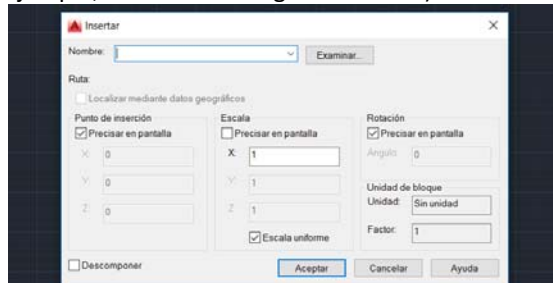 Insertar
Nombre: Examinar...
Ruta:
Localizar mediante datos geográficos
Punto de inserción Escala Rotación
Precisar en pantalla Precisar en pantalla Precisar en pantalla
X: 0 X: 1 Ángulo: 0
Y: 0 Y: 1 Unidad de bloque
Z: 0 Z: 1 Unidad: Sin unidad
Escala uniforme Factor: 1
Descomponer Aceptar Cancelar Ayuda